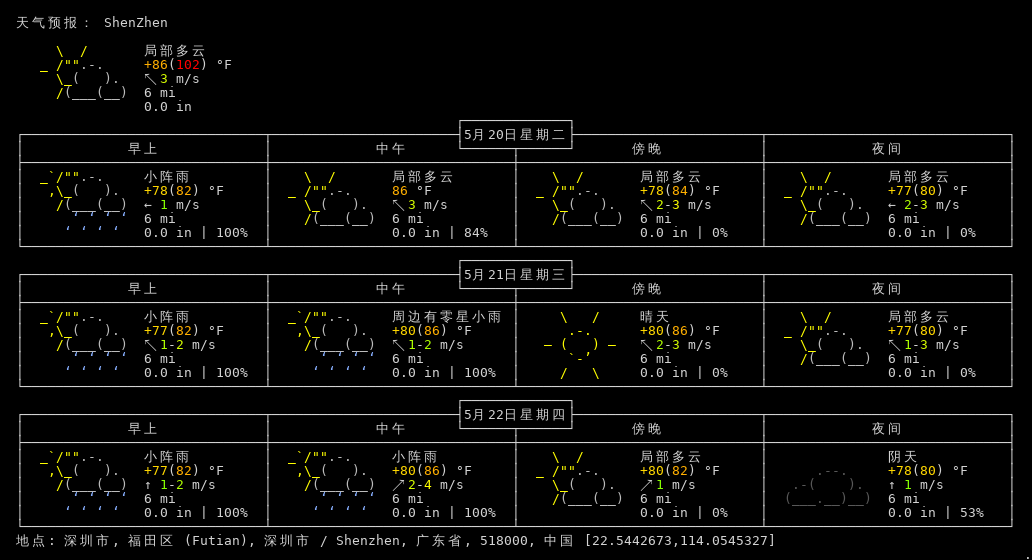 天气预报： ShenZhen
局部多云
+86(102) °F
↖3 m/s
6 mi
0.0 in
5月20日星期二
早上 中午 傍晚 夜间
小阵雨 局部多云 局部多云 局部多云
+78(82) °F 86 °F +78(84) °F +77(80) °F
← 1 m/s ↖3 m/s ↖2-3 m/s ← 2-3 m/s
6 mi 6 mi 6 mi 6 mi
0.0 in | 100% 0.0 in | 84% 0.0 in | 0% 0.0 in | 0%
5月21日星期三
早上 中午 傍晚 夜间
小阵雨 周边有零星小雨 晴天 局部多云
+77(82) °F +80(86) °F +80(86) °F +77(80) °F
↖1-2 m/s ↖1-2 m/s ↖2-3 m/s ↖1-3 m/s
6 mi 6 mi 6 mi 6 mi
0.0 in | 100% 0.0 in | 100% 0.0 in | 0% 0.0 in | 0%
5月22日星期四
早上 中午 傍晚 夜间
小阵雨 小阵雨 局部多云 阴天
+77(82) °F +80(86) °F +80(82) °F +78(80) °F
↑ 1-2 m/s ↗2-4 m/s ↗1 m/s ↑ 1 m/s
6 mi 6 mi 6 mi 6 mi
0.0 in | 100% 0.0 in | 100% 0.0 in | 0% 0.0 in | 53%
地点: 深圳市, 福田区 (Futian), 深圳市 / Shenzhen, 广东省, 518000, 中国 [22.5442673,114.0545327]